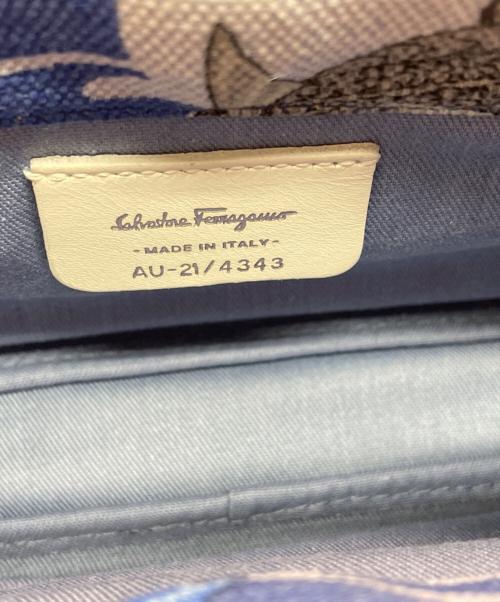 Salvatore Ferragamo
- MADE IN ITALY -
AU-21/4343